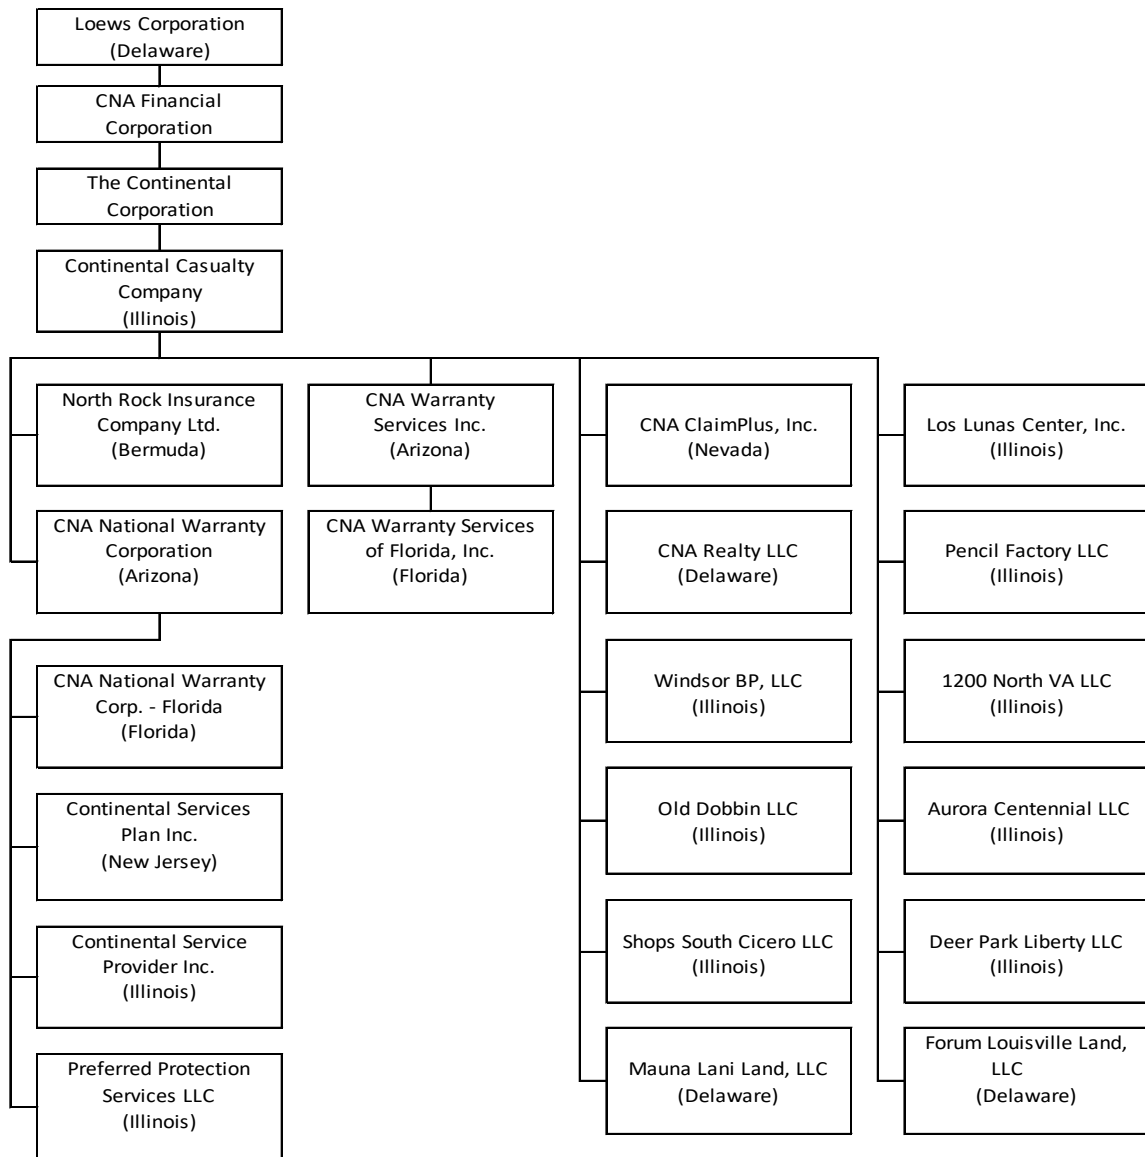 Loews Corporation
(Delaware)
CNA Financial
Corporation
The Continental
Corporation
Continental Casualty
Company
(Illinois)
North Rock Insurance
Company Ltd.
(Bermuda)
CNA National Warranty
Corporation
(Arizona)
CNA National Warranty
Corp. - Florida
(Florida)
Continental Services
Plan Inc.
(New Jersey)
Continental Service
Provider Inc.
(Illinois)
Preferred Protection
Services LLC
(Illinois)
CNA Warranty
Services Inc.
(Arizona)
CNA Warranty Services
of Florida, Inc.
(Florida)
CNA ClaimPlus, Inc.
(Nevada)
CNA Realty LLC
(Delaware)
Windsor BP, LLC
(Illinois)
Old Dobbin LLC
(Illinois)
Shops South Cicero LLC
(Illinois)
Mauna Lani Land, LLC
(Delaware)
Los Lunas Center, Inc.
(Illinois)
Pencil Factory LLC
(Illinois)
1200 North VA LLC
(Illinois)
Aurora Centennial LLC
(Illinois)
Deer Park Liberty LLC
(Illinois)
Forum Louisville Land,
LLC
(Delaware)